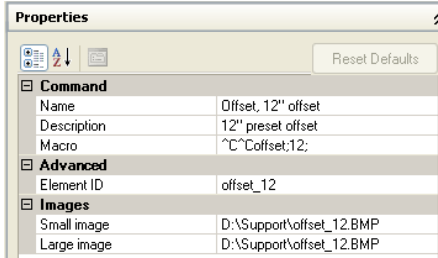 Properties
Reset Defaults
Command
Name Offset, 12" offset
Description 12" preset offset
Macro ^C^Coffset;12;
Advanced
Element ID offset_12
Images
Small image D:\Support\offset_12.BMP
Large image D:\Support\offset_12.BMP